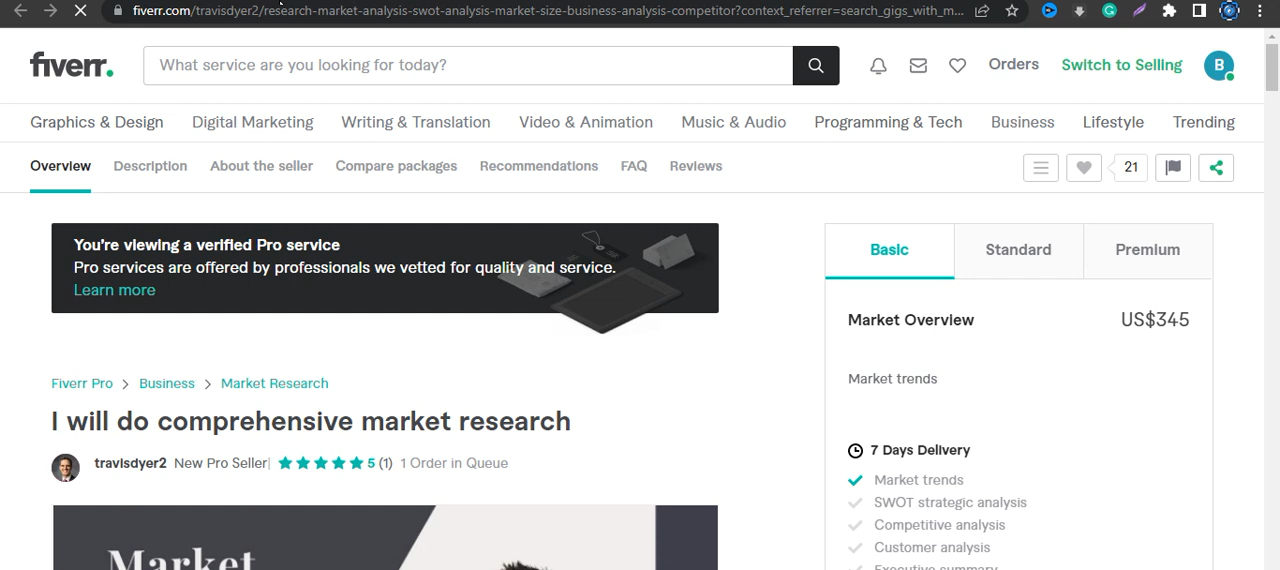 fiverr.com/travisdyer2/research-market-analysis-swot-analysis-market-size-business-analysis-competitor?context_referrer=search_gigs_with_m...
fiverr.
What service are you looking for today?
Orders
Switch to Selling
B
Graphics & Design
Digital Marketing
Writing & Translation
Video & Animation
Music & Audio
Programming & Tech
Business
Lifestyle
Trending
Overview
Description
About the seller
Compare packages
Recommendations
FAQ
Reviews
21
You're viewing a verified Pro service
Pro services are offered by professionals we vetted for quality and service.
Learn more
Fiverr Pro > Business > Market Research
I will do comprehensive market research
travisdyer2 New Pro Seller| 5 (1) 1 Order in Queue
Market
Basic
Standard
Premium
Market Overview US$345
Market trends
7 Days Delivery
Market trends
SWOT strategic analysis
Competitive analysis
Customer analysis
Executive summary